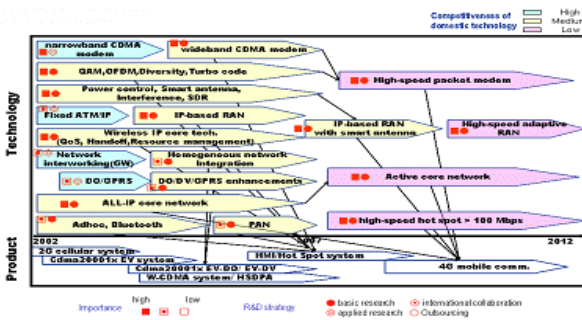 Competitiveness of
domestic technology
High
Medium
Low
Technology
narrowband CDMA
modem
wideband CDMA modem
QAM,OFDM,Diversity,Turbo code
High-speed packet modem
Power control, Smart antenna,
Interference, SDR
Fixed ATM/IP
IP-based RAN
IP-based RAN
with smart antenna
High-speed adaptive
RAN
Wireless IP core tech.
(QoS, Handoff,Resource management)
Network
interworking(GW)
Homogenous network
Integration
DO/GPRS
DO/DV/GPRS enhancements
Active core network
ALL-IP core network
Adhoc, Bluetooth
PAN
high-speed hot spot > 100 Mbps
2002
2012
Product
2G cellular system
Cdma20001x EV system
HMI/Hot Spot system
Cdma20001x EV-DO/ EV-DV
4G mobile comm.
W-CDMA system/ HSDPA
Importance
high
low
R&D strategy
basic research
international collaboration
applied research
Outsourcing